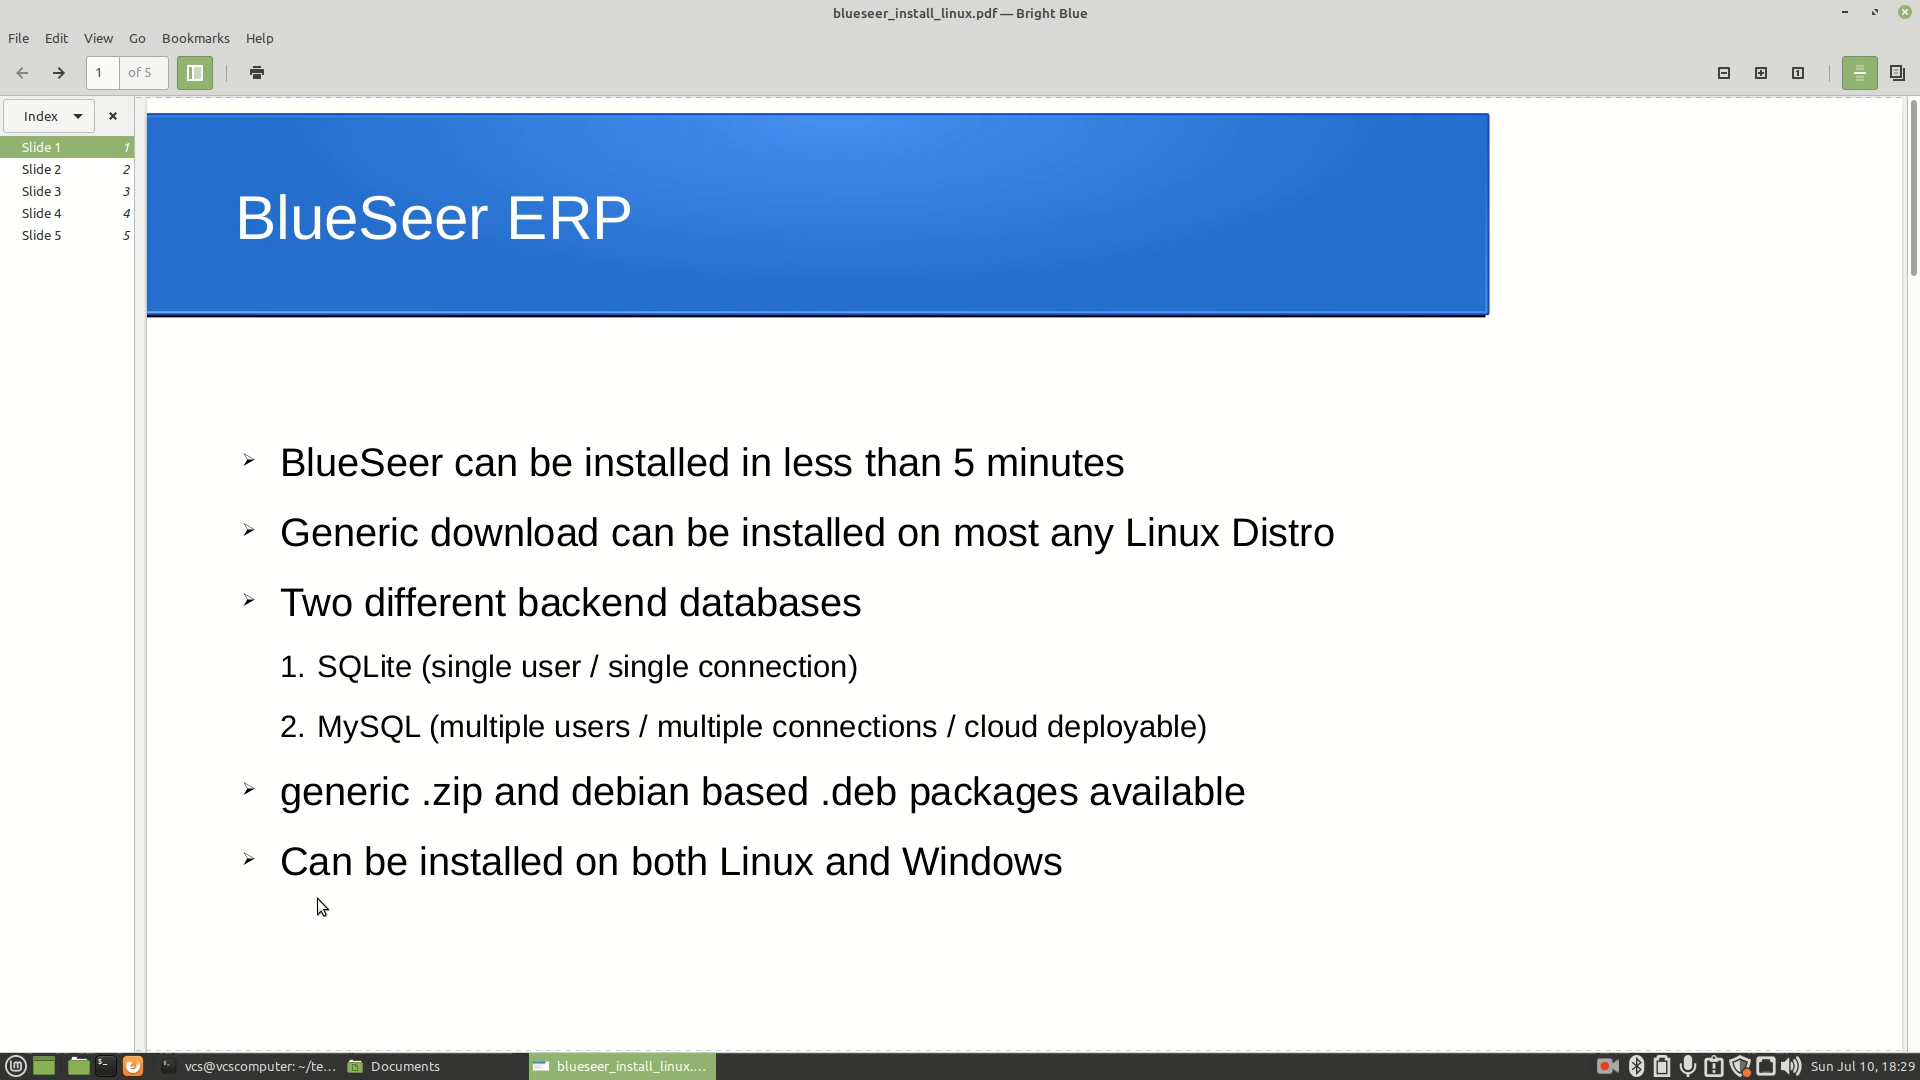 blueseer_install_linux.pdf — Bright Blue
File Edit View Go Bookmarks Help
1 of 5
Index
Slide 1 1
Slide 2 2
Slide 3 3
Slide 4 4
Slide 5 5
BlueSeer ERP
BlueSeer can be installed in less than 5 minutes
Generic download can be installed on most any Linux Distro
Two different backend databases
1. SQLite (single user / single connection)
2. MySQL (multiple users / multiple connections / cloud deployable)
generic .zip and debian based .deb packages available
Can be installed on both Linux and Windows
vcs@vcscomputer: ~/te... Documents blueseer_install_linux.... Sun Jul 10, 18:29